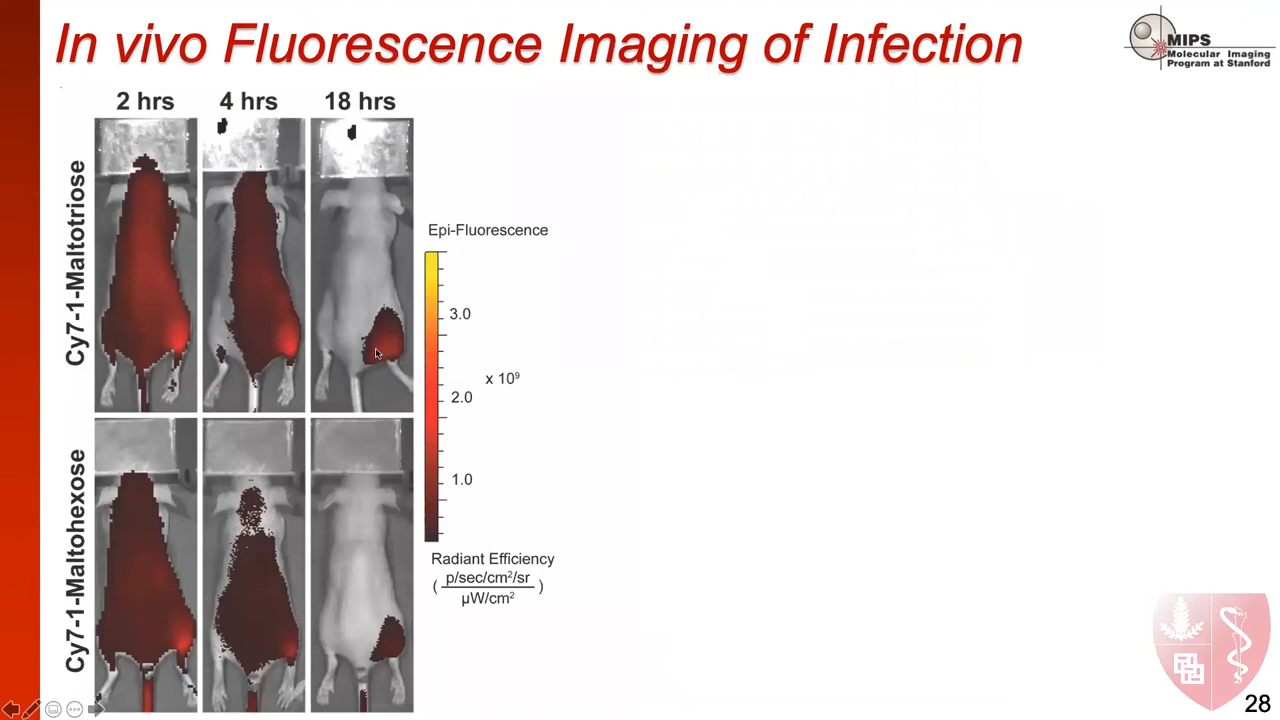 In vivo Fluorescence Imaging of Infection
MIPS
Molecular Imaging
Program at Stanford
2 hrs
4 hrs
18 hrs
Cy7-1-Maltotriose
Cy7-1-Maltohexose
Epi-Fluorescence
3.0
2.0
x 10⁹
1.0
Radiant Efficiency
( p/sec/cm²/sr )
µW/cm²
28